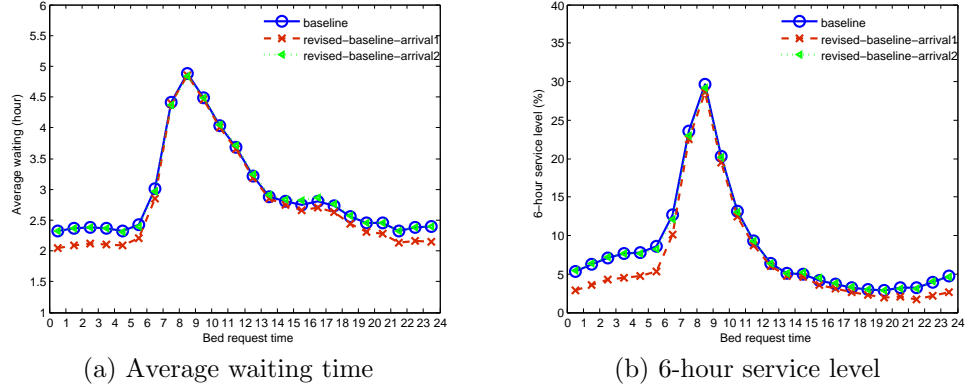 6
5.5
5
4.5
4
3.5
3
2.5
2
1.5
1
Average waiting (hour)
baseline
revised−baseline−arrival1
revised−baseline−arrival2
0 1 2 3 4 5 6 7 8 9 10 11 12 13 14 15 16 17 18 19 20 21 22 23 24
Bed request time
(a) Average waiting time
40
35
30
25
20
15
10
5
0
6−hour service level (%)
baseline
revised−baseline−arrival1
revised−baseline−arrival2
0 1 2 3 4 5 6 7 8 9 10 11 12 13 14 15 16 17 18 19 20 21 22 23 24
Bed request time
(b) 6-hour service level